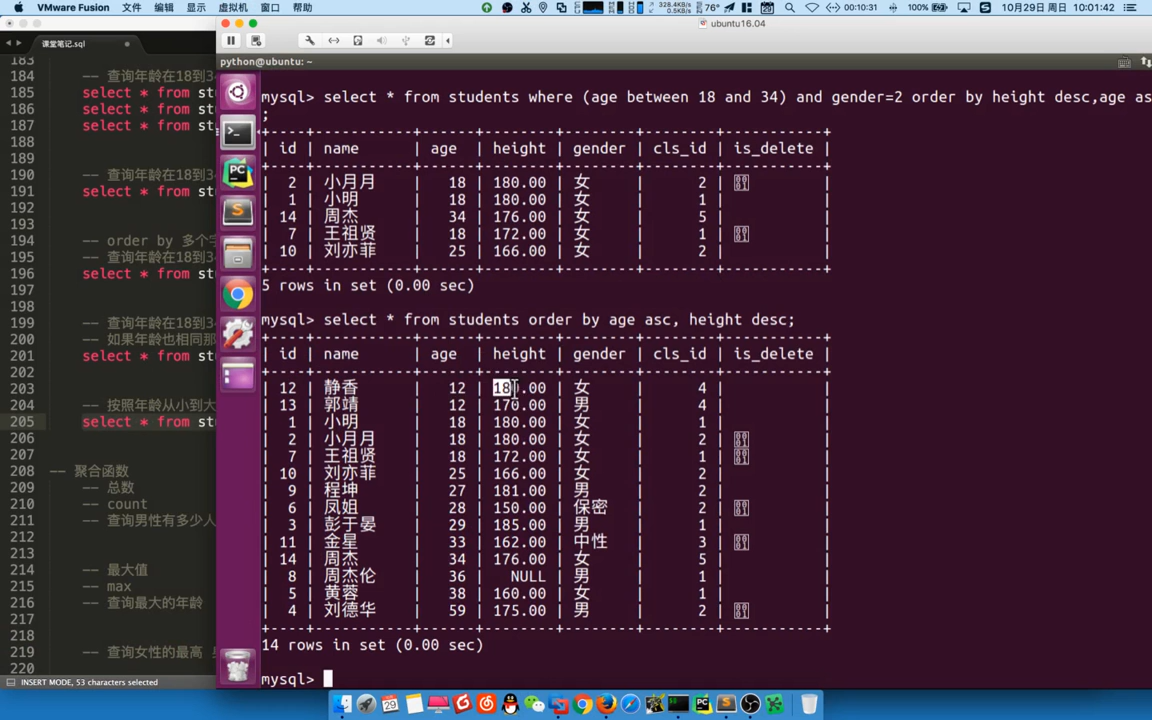 VMware Fusion 文件 编辑 显示 虚拟机 窗口 帮助 76° 00:10:31 100% 10月29日 周日 10:01:42
ubuntu16.04
课堂笔记.sql
python@ubuntu: ~
183
184 -- 查询年龄在18到34
185 select * from stu
186 select * from stu
187 select * from stu
188
189
190 -- 查询年龄在18到34
191 select * from stu
192
193
194 -- order by 多个字
195 -- 查询年龄在18到34
196 select * from stu
197
198
199 -- 查询年龄在18到34
200 -- 如果年龄也相同那
201 select * from stu
202
203
204 -- 按照年龄从小到大
205 select * from stu
206
207
208 -- 聚合函数
209 -- 总数
210 -- count
211 -- 查询男性有多少人
212
213
214 -- 最大值
215 -- max
216 -- 查询最大的年龄
217
218
219 -- 查询女性的最高 身
220
INSERT MODE, 53 characters selected
mysql> select * from students where (age between 18 and 34) and gender=2 order by height desc,age as
;
| id | name | age | height | gender | cls_id | is_delete |
| 2 | 小月月 | 18 | 180.00 | 女 | 2 |
| 1 | 小明 | 18 | 180.00 | 女 | 1 |
| 14 | 周杰 | 34 | 176.00 | 女 | 5 |
| 7 | 王祖贤 | 18 | 172.00 | 女 | 1 |
| 10 | 刘亦菲 | 25 | 166.00 | 女 | 2 |
5 rows in set (0.00 sec)
mysql> select * from students order by age asc, height desc;
| id | name | age | height | gender | cls_id | is_delete |
| 12 | 静香 | 12 | 180.00 | 女 | 4 | |
| 13 | 郭靖 | 12 | 170.00 | 男 | 4 | |
| 1 | 小明 | 18 | 180.00 | 女 | 1 | |
| 2 | 小月月 | 18 | 180.00 | 女 | 2 | |
| 7 | 王祖贤 | 18 | 172.00 | 女 | 1 | |
| 10 | 刘亦菲 | 25 | 166.00 | 女 | 2 | |
| 9 | 程坤 | 27 | 181.00 | 男 | 2 | |
| 6 | 凤姐 | 28 | 150.00 | 保密 | 2 | |
| 3 | 彭于晏 | 29 | 185.00 | 男 | 1 | |
| 11 | 金星 | 33 | 162.00 | 中性 | 3 | |
| 14 | 周杰 | 34 | 176.00 | 女 | 5 | |
| 8 | 周杰伦 | 36 | NULL | 男 | 1 | |
| 5 | 黄蓉 | 38 | 160.00 | 女 | 1 | |
| 4 | 刘德华 | 59 | 175.00 | 男 | 2 | |
14 rows in set (0.00 sec)
mysql>